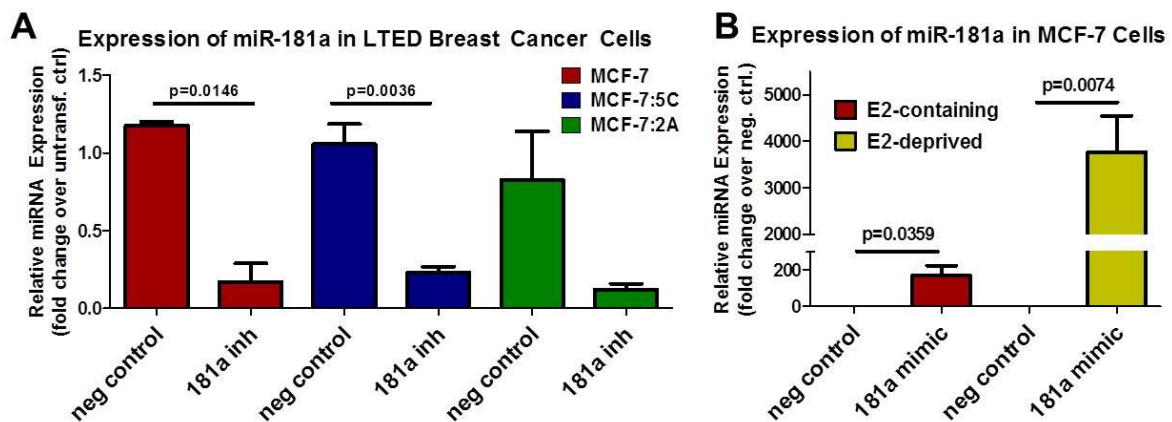 A
Expression of miR-181a in LTED Breast Cancer Cells
Relative miRNA Expression
(fold change over untransf. ctrl)
1.5
1.0
0.5
0.0
p=0.0146
p=0.0036
MCF-7
MCF-7:5C
MCF-7:2A
neg control
181a inh
neg control
181a inh
neg control
181a inh
B
Expression of miR-181a in MCF-7 Cells
Relative miRNA Expression
(fold change over neg. ctrl.)
5000
4000
3000
2000
200
0
p=0.0074
E2-containing
E2-deprived
p=0.0359
neg control
181a mimic
neg control
181a mimic